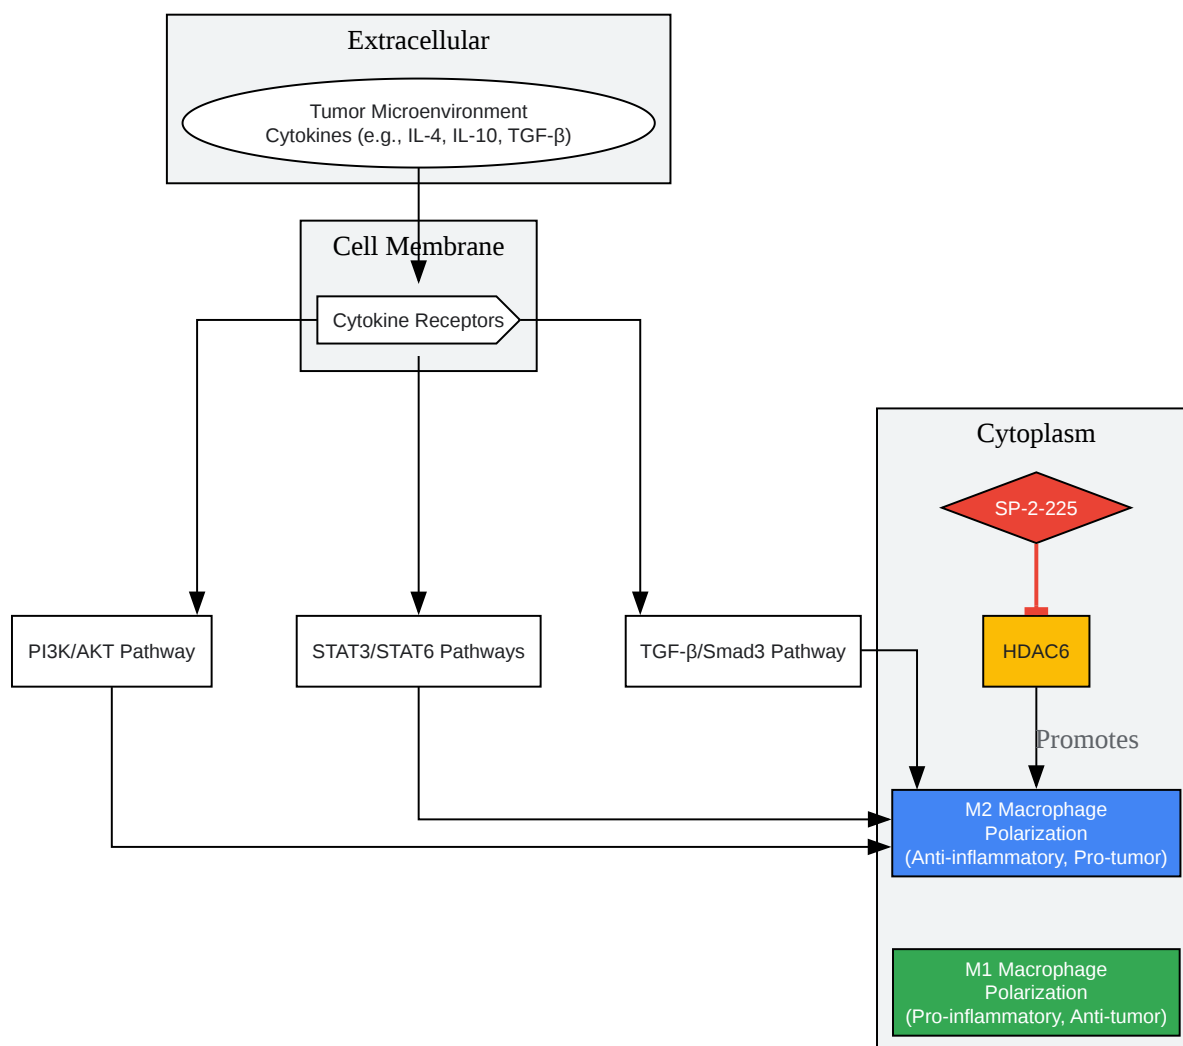 Extracellular
Tumor Microenvironment
Cytokines (e.g., IL-4, IL-10, TGF-β)
Cell Membrane
Cytokine Receptors
Cytoplasm
SP-2-225
PI3K/AKT Pathway
STAT3/STAT6 Pathways
TGF-β/Smad3 Pathway
HDAC6
Promotes
M2 Macrophage
Polarization
(Anti-inflammatory, Pro-tumor)
M1 Macrophage
Polarization
(Pro-inflammatory, Anti-tumor)